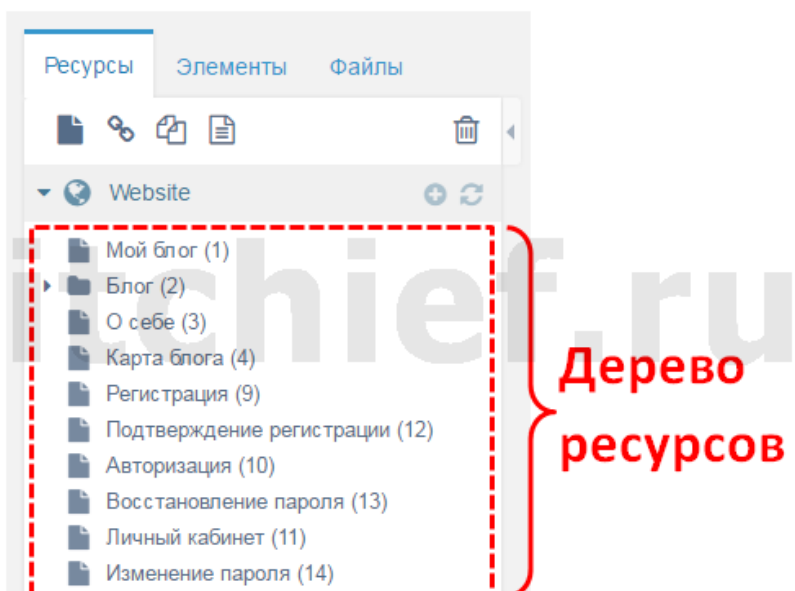 Ресурсы Элементы Файлы
Website
Мой блог (1)
Блог (2)
О себе (3)
Карта блога (4)
Регистрация (9)
Подтверждение регистрации (12)
Авторизация (10)
Восстановление пароля (13)
Личный кабинет (11)
Изменение пароля (14)
Дерево
ресурсов
itchief.ru